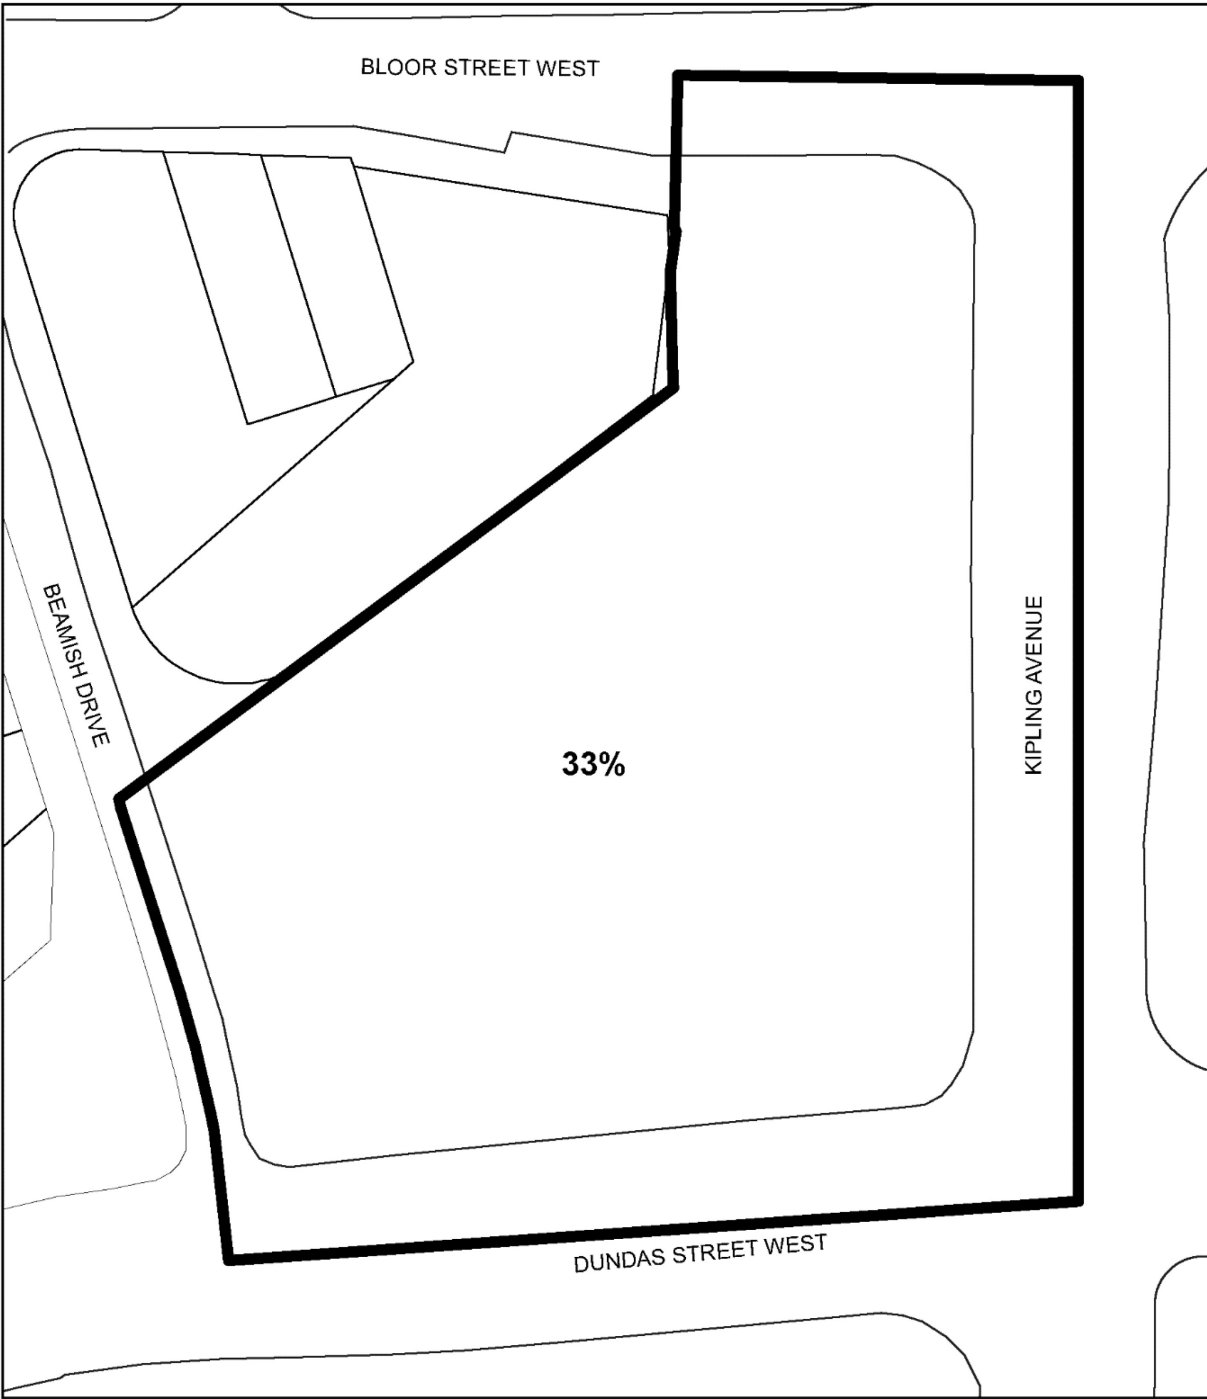 BLOOR STREET WEST
BEAMISH DRIVE
33%
KIPLING AVENUE
DUNDAS STREET WEST